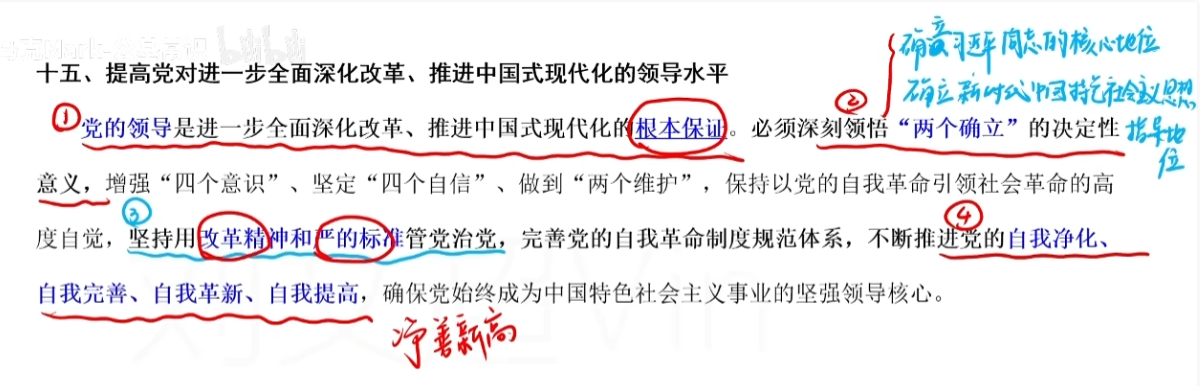 bilibili
确立习近平同志的核心地位
确立新时代中国特色社会主义思想
指导地
位
十五、提高党对进一步全面深化改革、推进中国式现代化的领导水平
①
②
党的领导是进一步全面深化改革、推进中国式现代化的根本保证。必须深刻领悟“两个确立”的决定性
意义，增强“四个意识”、坚定“四个自信”、做到“两个维护”，保持以党的自我革命引领社会革命的高
③
④
度自觉，坚持用改革精神和严的标准管党治党，完善党的自我革命制度规范体系，不断推进党的自我净化、
自我完善、自我革新、自我提高，确保党始终成为中国特色社会主义事业的坚强领导核心。
净善新高